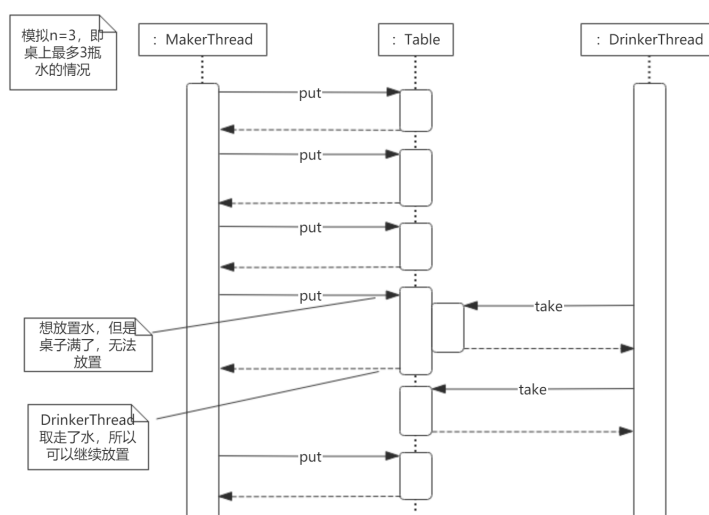 模拟n=3，即
桌上最多3瓶
水的情况
: MakerThread
: Table
: DrinkerThread
put
put
put
put
take
想放置水，但是
桌子满了，无法
放置
take
DrinkerThread
取走了水，所以
可以继续放置
put